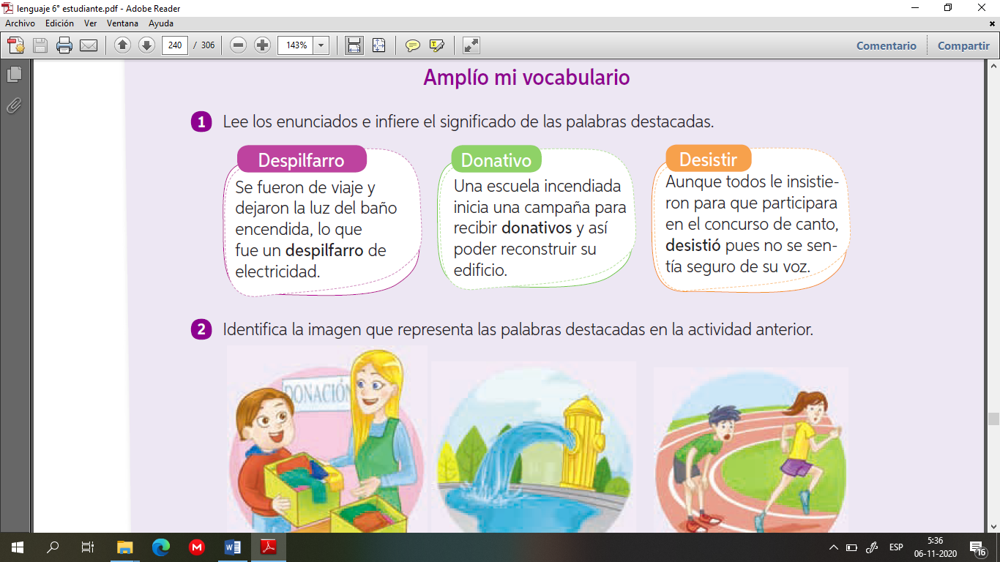 lenguaje 6° estudiante.pdf - Adobe Reader
Archivo Edición Ver Ventana Ayuda
240 / 306 143% Comentario Compartir
Amplío mi vocabulario
1 Lee los enunciados e infiere el significado de las palabras destacadas.
Despilfarro
Se fueron de viaje y
dejaron la luz del baño
encendida, lo que
fue un despilfarro de
electricidad.
Donativo
Una escuela incendiada
inicia una campaña para
recibir donativos y así
poder reconstruir su
edificio.
Desistir
Aunque todos le insistie-
ron para que participara
en el concurso de canto,
desistió pues no se sen-
tía seguro de su voz.
2 Identifica la imagen que representa las palabras destacadas en la actividad anterior.
DONACIÓN
ESP
5:36
06-11-2020
16